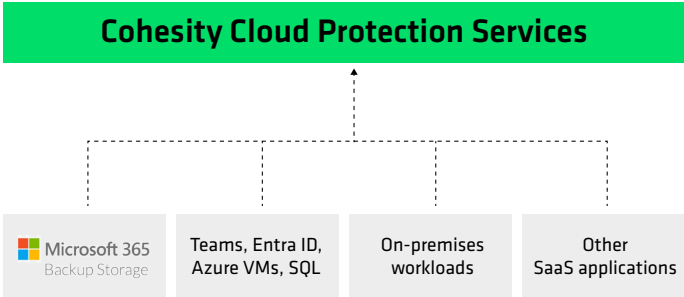 Cohesity Cloud Protection Services
Microsoft 365
Backup Storage
Teams, Entra ID,
Azure VMs, SQL
On-premises
workloads
Other
SaaS applications